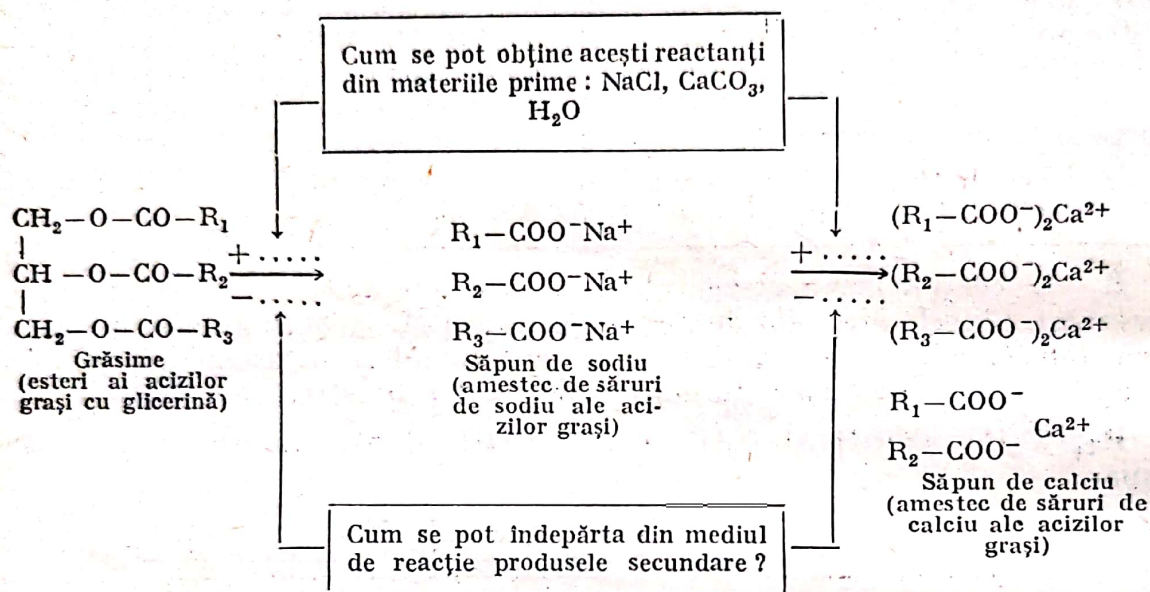 Cum se pot obține acești reactanți
din materiile prime : NaCl, CaCO₃,
H₂O
CH₂—O—CO—R₁
CH —O—CO—R₂
CH₂—O—CO—R₃
Grăsime
(esteri ai acizilor
grași cu glicerină)
+ .....
— .....
R₁—COO⁻Na⁺
R₂—COO⁻Na⁺
R₃—COO⁻Na⁺
Săpun de sodiu
(amestec de săruri
de sodiu ale aci-
zilor grași)
+ .....
— .....
(R₁—COO⁻)₂Ca²⁺
(R₂—COO⁻)₂Ca²⁺
(R₃—COO⁻)₂Ca²⁺
R₁—COO⁻
Ca²⁺
R₂—COO⁻
Săpun de calciu
(amestec de săruri de
calciu ale acizilor
grași)
Cum se pot îndepărta din mediul
de reacție produsele secundare ?